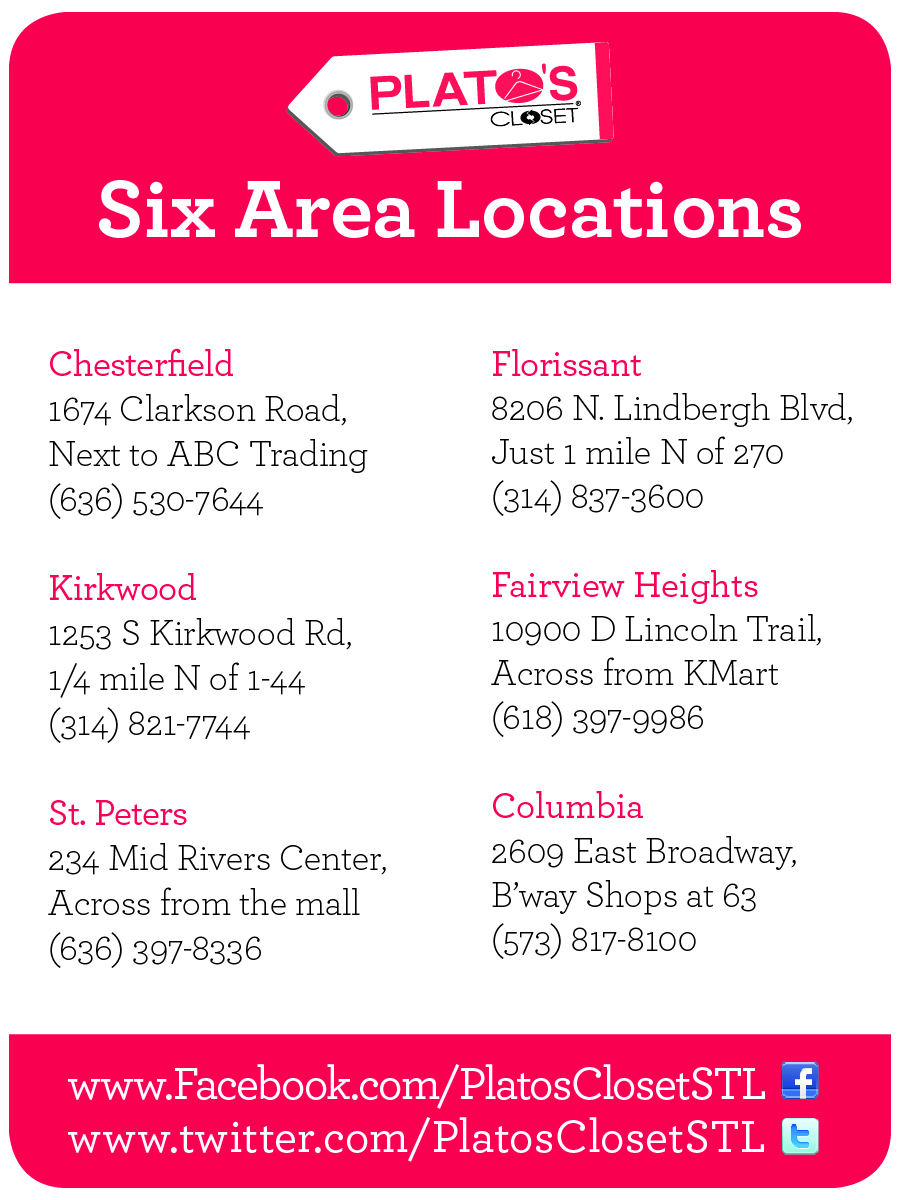 PLATO'S
CLOSET®
Six Area Locations
Chesterfield
1674 Clarkson Road,
Next to ABC Trading
(636) 530-7644
Kirkwood
1253 S Kirkwood Rd,
1/4 mile N of 1-44
(314) 821-7744
St. Peters
234 Mid Rivers Center,
Across from the mall
(636) 397-8336
Florissant
8206 N. Lindbergh Blvd,
Just 1 mile N of 270
(314) 837-3600
Fairview Heights
10900 D Lincoln Trail,
Across from KMart
(618) 397-9986
Columbia
2609 East Broadway,
B'way Shops at 63
(573) 817-8100
www.Facebook.com/PlatosClosetSTL f
www.twitter.com/PlatosClosetSTL t